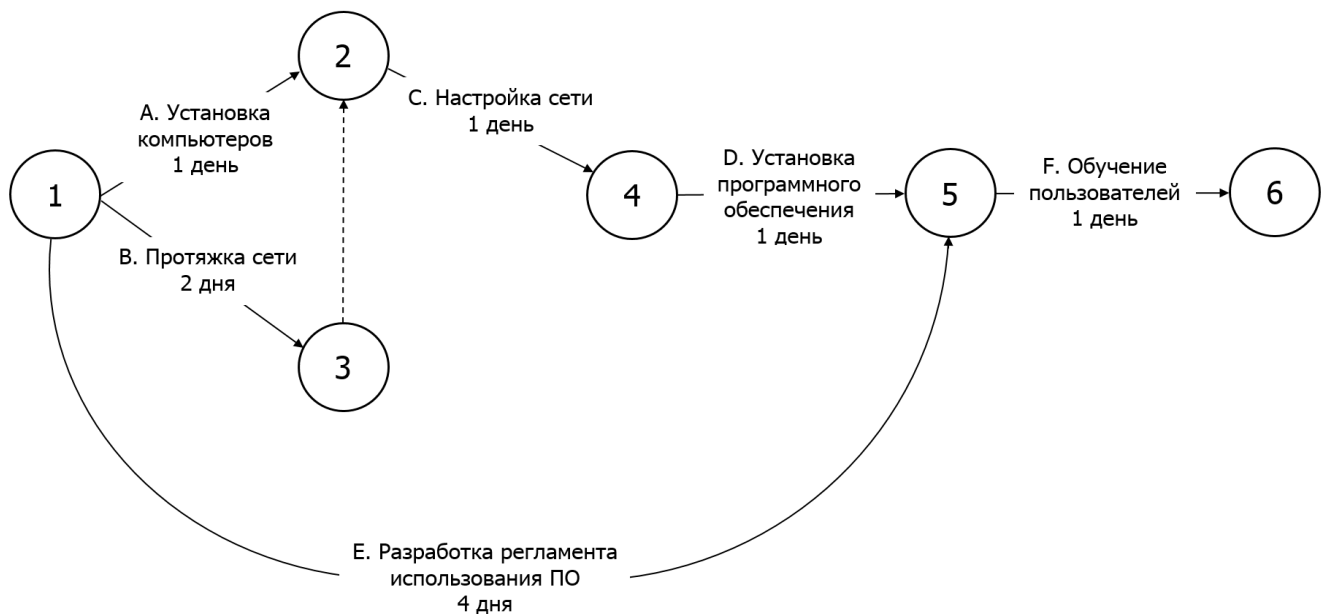 2
A. Установка
компьютеров
1 день
C. Настройка сети
1 день
1
4
D. Установка
программного
обеспечения
1 день
5
F. Обучение
пользователей
1 день
6
B. Протяжка сети
2 дня
3
E. Разработка регламента
использования ПО
4 дня